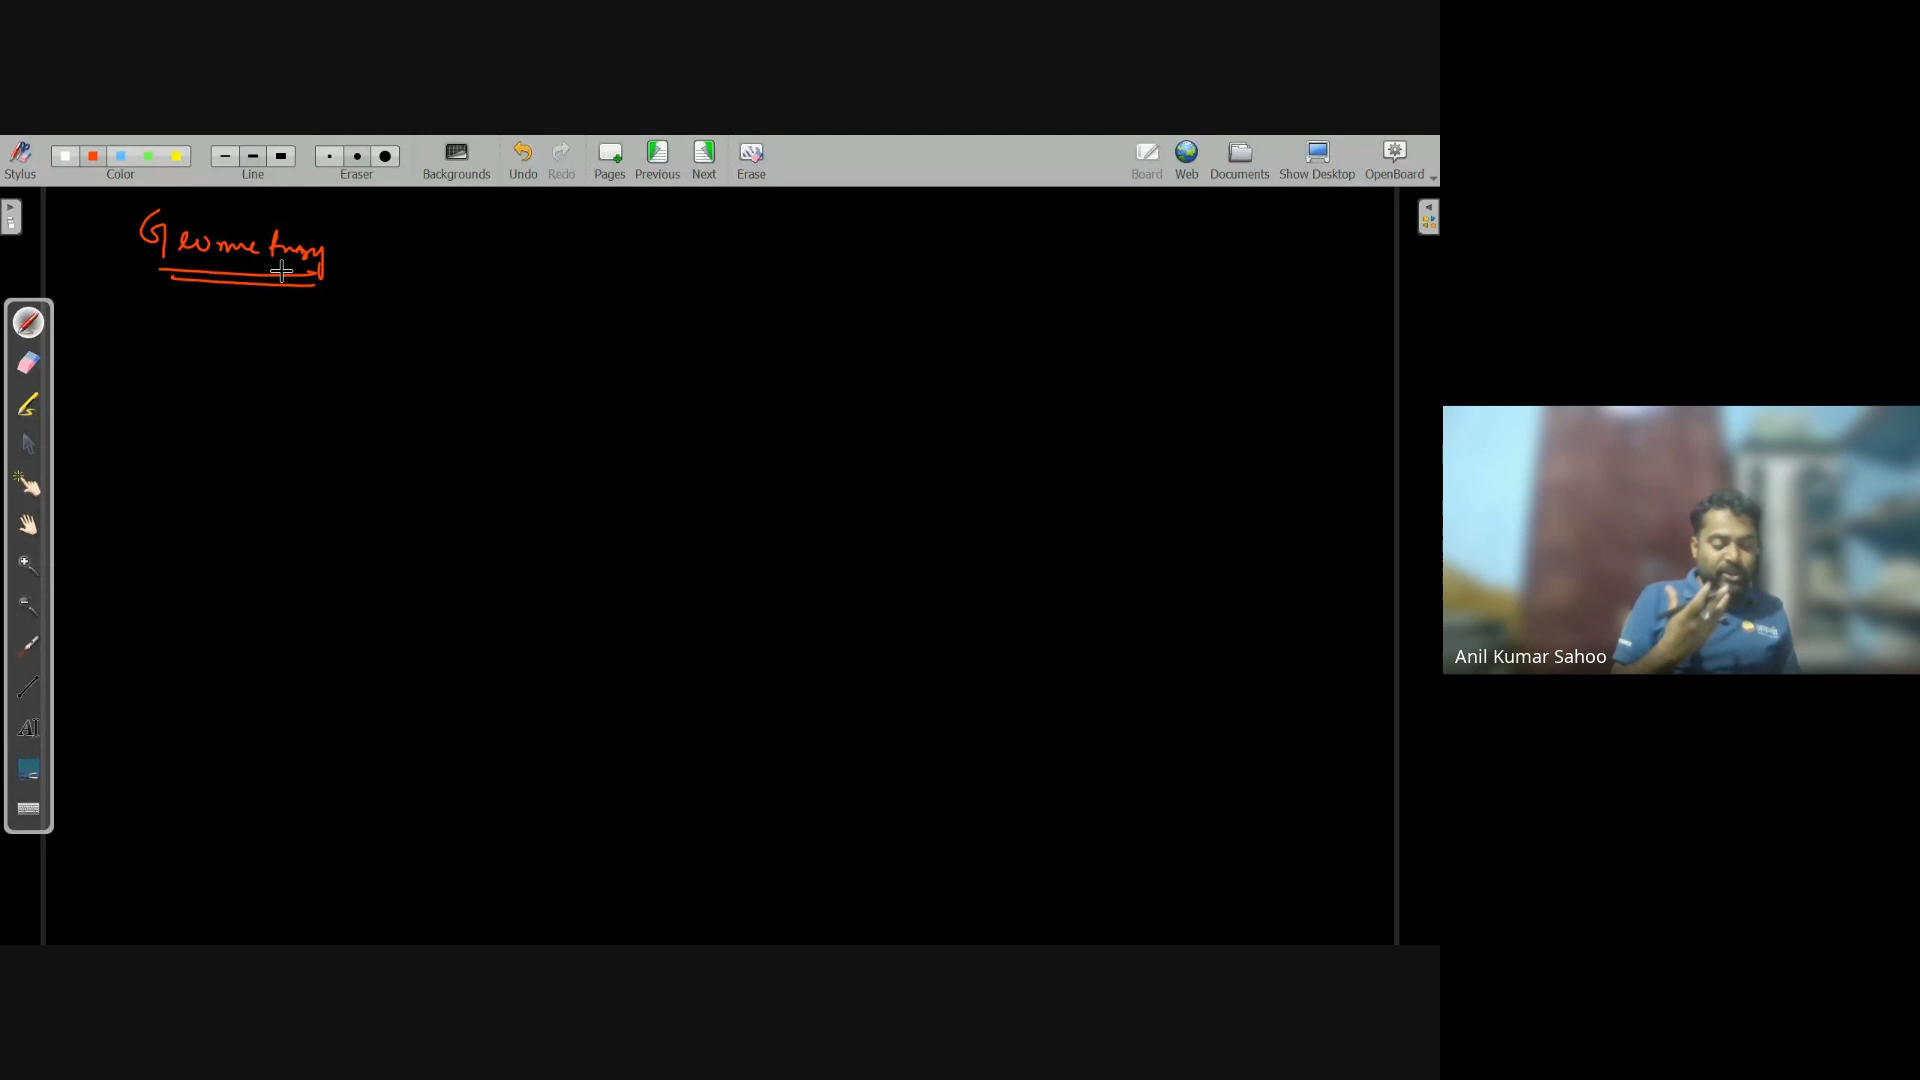 Stylus Color Line Eraser Backgrounds Undo Redo Pages Previous Next Erase Board Web Documents Show Desktop OpenBoard
Geometry
AI
Anil Kumar Sahoo